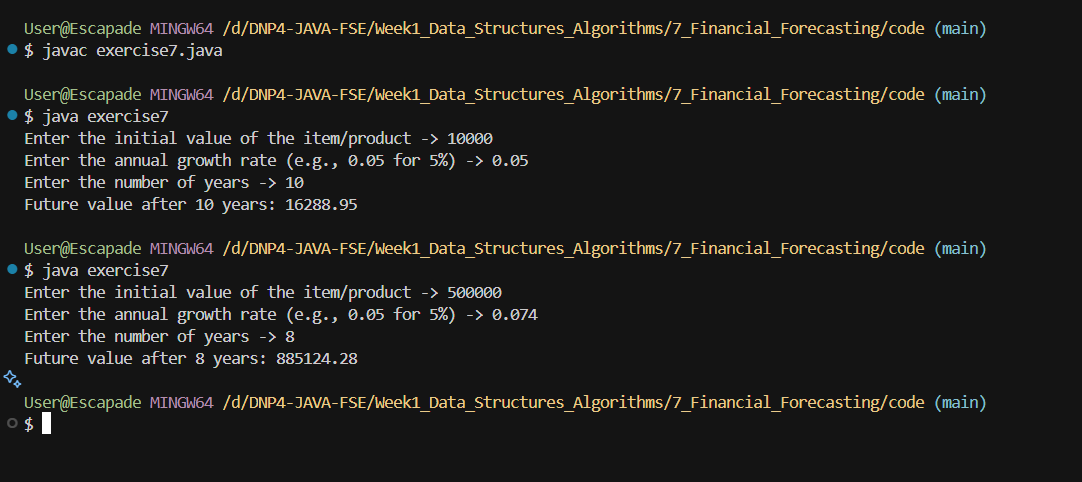 User@Escapade MINGW64 /d/DNP4-JAVA-FSE/Week1_Data_Structures_Algorithms/7_Financial_Forecasting/code (main)
$ javac exercise7.java
User@Escapade MINGW64 /d/DNP4-JAVA-FSE/Week1_Data_Structures_Algorithms/7_Financial_Forecasting/code (main)
$ java exercise7
Enter the initial value of the item/product -> 10000
Enter the annual growth rate (e.g., 0.05 for 5%) -> 0.05
Enter the number of years -> 10
Future value after 10 years: 16288.95
User@Escapade MINGW64 /d/DNP4-JAVA-FSE/Week1_Data_Structures_Algorithms/7_Financial_Forecasting/code (main)
$ java exercise7
Enter the initial value of the item/product -> 500000
Enter the annual growth rate (e.g., 0.05 for 5%) -> 0.074
Enter the number of years -> 8
Future value after 8 years: 885124.28
User@Escapade MINGW64 /d/DNP4-JAVA-FSE/Week1_Data_Structures_Algorithms/7_Financial_Forecasting/code (main)
$